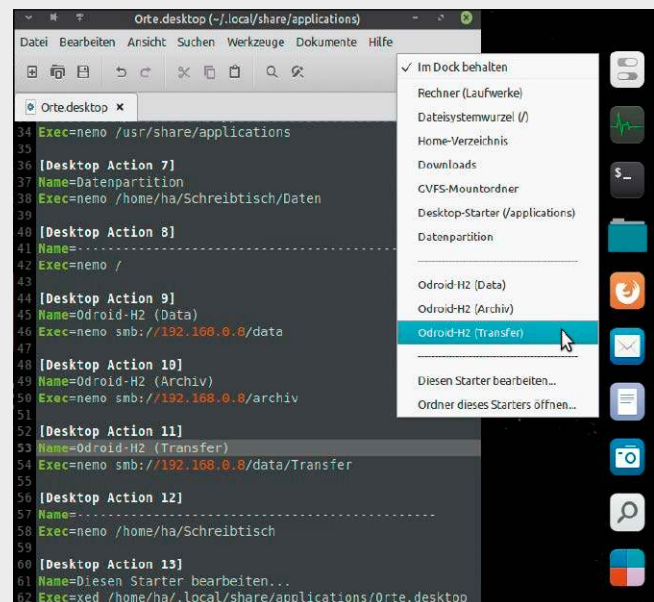 Orte.desktop (~/.local/share/applications)
Datei Bearbeiten Ansicht Suchen Werkzeuge Dokumente Hilfe
Orte.desktop ×
34 Exec=nemo /usr/share/applications
35
36 [Desktop Action 7]
37 Name=Datenpartition
38 Exec=nemo /home/ha/Schreibtisch/Daten
39
40 [Desktop Action 8]
41 Name=----------------------------------------
42 Exec=nemo /
43
44 [Desktop Action 9]
45 Name=Odroid-H2 (Data)
46 Exec=nemo smb://192.168.0.8/data
47
48 [Desktop Action 10]
49 Name=Odroid-H2 (Archiv)
50 Exec=nemo smb://192.168.0.8/archiv
51
52 [Desktop Action 11]
53 Name=Odroid-H2 (Transfer)
54 Exec=nemo smb://192.168.0.8/data/Transfer
55
56 [Desktop Action 12]
57 Name=-------------------------------------------
58 Exec=nemo /home/ha/Schreibtisch
59
60 [Desktop Action 13]
61 Name=Diesen Starter bearbeiten...
62 Exec=xed /home/ha/.local/share/applications/Orte.desktop
✓ Im Dock behalten
Rechner (Laufwerke)
Dateisystemwurzel (/)
Home-Verzeichnis
Downloads
GVFS-Mountordner
Desktop-Starter (/applications)
Datenpartition
----------------------------------------
Odroid-H2 (Data)
Odroid-H2 (Archiv)
Odroid-H2 (Transfer)
----------------------------------------
Diesen Starter bearbeiten...
Ordner dieses Starters öffnen...
$_